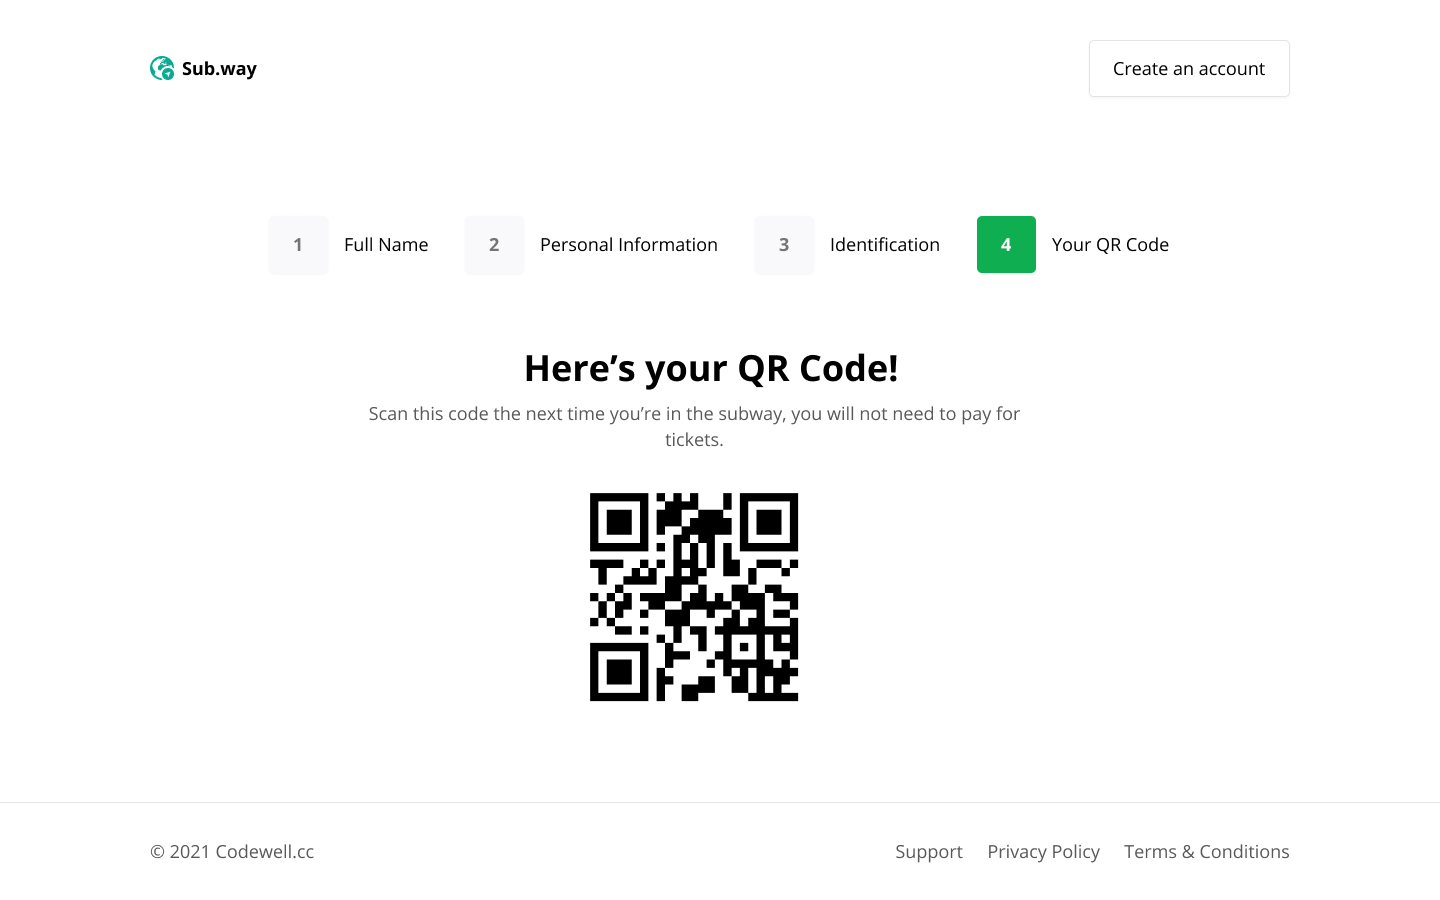 Sub.way
Create an account
1 Full Name 2 Personal Information 3 Identification 4 Your QR Code
Here’s your QR Code!
Scan this code the next time you’re in the subway, you will not need to pay for
tickets.
© 2021 Codewell.cc
Support Privacy Policy Terms & Conditions